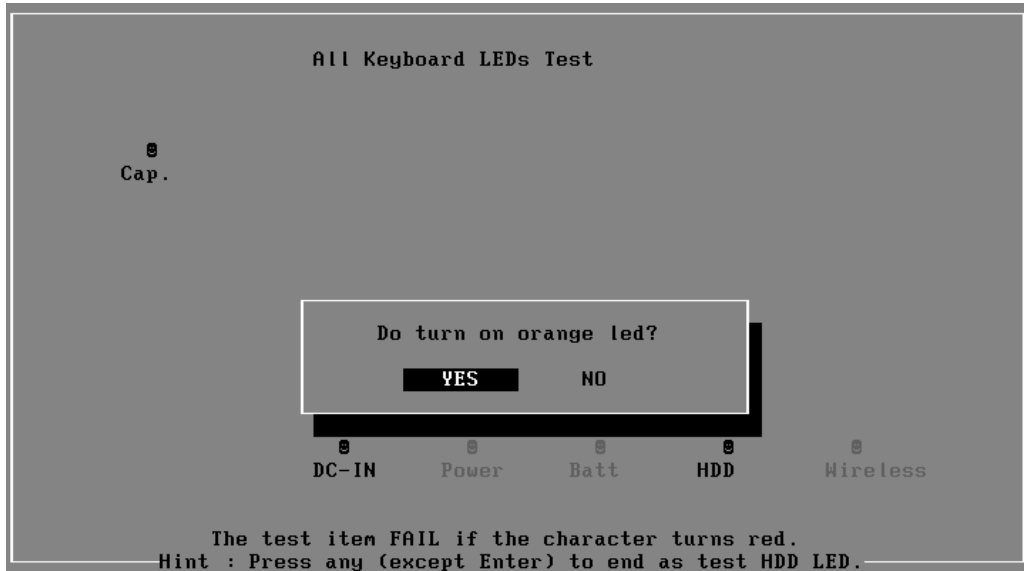 All Keyboard LEDs Test
Cap.
Do turn on orange led?
YES NO
DC-IN Power Batt HDD Wireless
The test item FAIL if the character turns red.
Hint : Press any (except Enter) to end as test HDD LED.